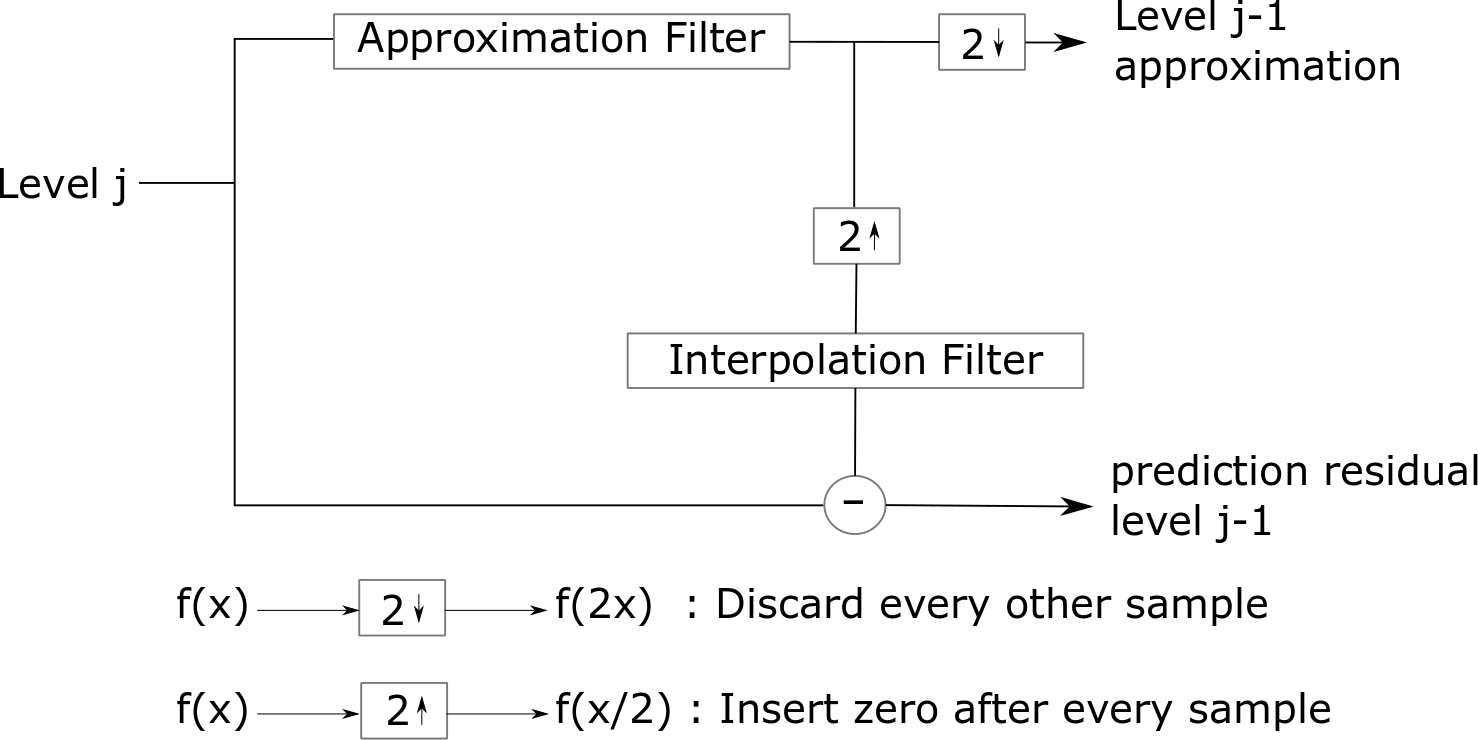 Approximation Filter
2↓
Level j-1
approximation
Level j
2↑
Interpolation Filter
−
prediction residual
level j-1
f(x) 2↓ f(2x) : Discard every other sample
f(x) 2↑ f(x/2) : Insert zero after every sample